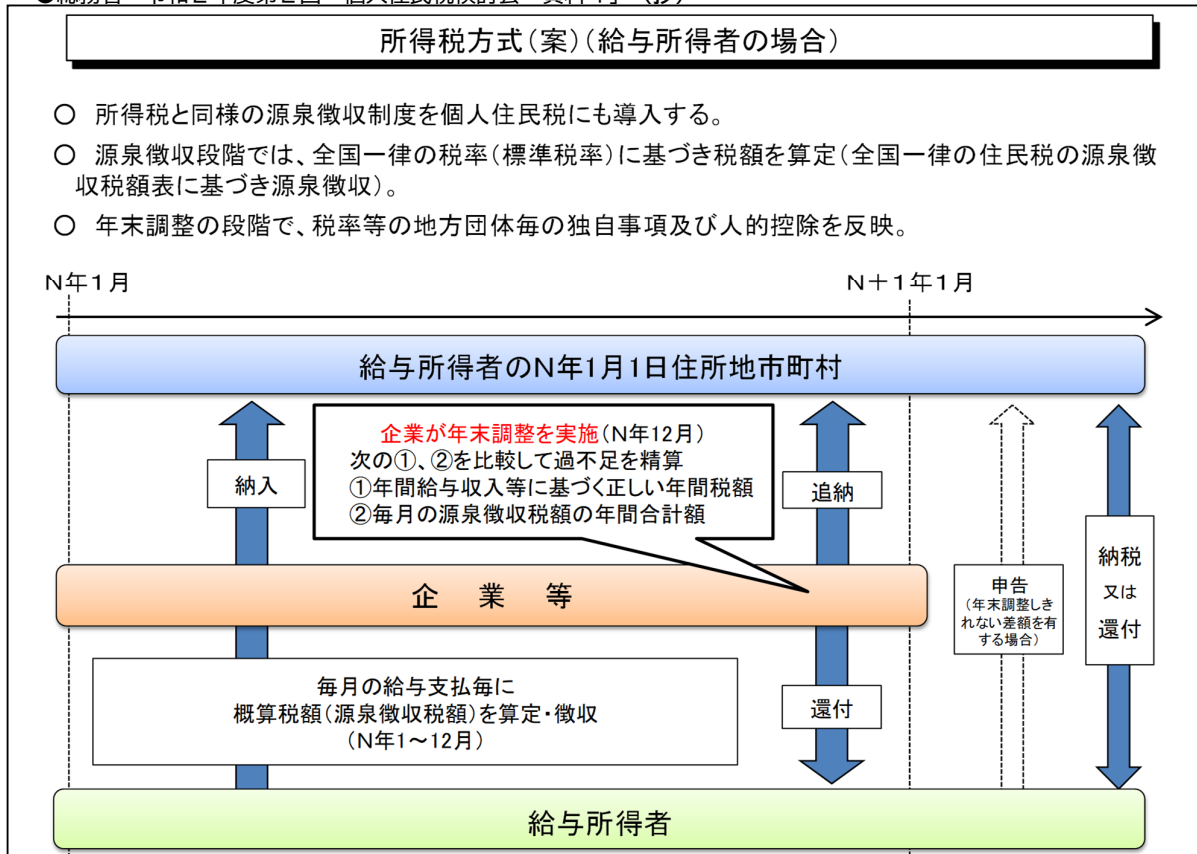 所得税方式(案)(給与所得者の場合)
○ 所得税と同様の源泉徴収制度を個人住民税にも導入する。
○ 源泉徴収段階では、全国一律の税率(標準税率)に基づき税額を算定(全国一律の住民税の源泉徴
収税額表に基づき源泉徴収)。
○ 年末調整の段階で、税率等の地方団体毎の独自事項及び人的控除を反映。
N年1月
N+1年1月
給与所得者のN年1月1日住所地市町村
企業が年末調整を実施(N年12月)
次の①、②を比較して過不足を精算
①年間給与収入等に基づく正しい年間税額
②毎月の源泉徴収税額の年間合計額
納入
追納
企 業 等
申告
(年末調整しき
れない差額を有
する場合)
納税
又は
還付
毎月の給与支払毎に
概算税額(源泉徴収税額)を算定・徴収
(N年1~12月)
還付
給与所得者